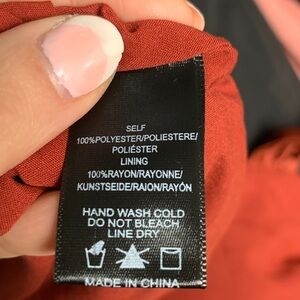 SELF
100%POLYESTER/POLIESTERE/
POLIÉSTER
LINING
100%RAYON/RAYONNE/
KUNSTSEIDE/RAION/RAYÓN
HAND WASH COLD
DO NOT BLEACH
LINE DRY
MADE IN CHINA